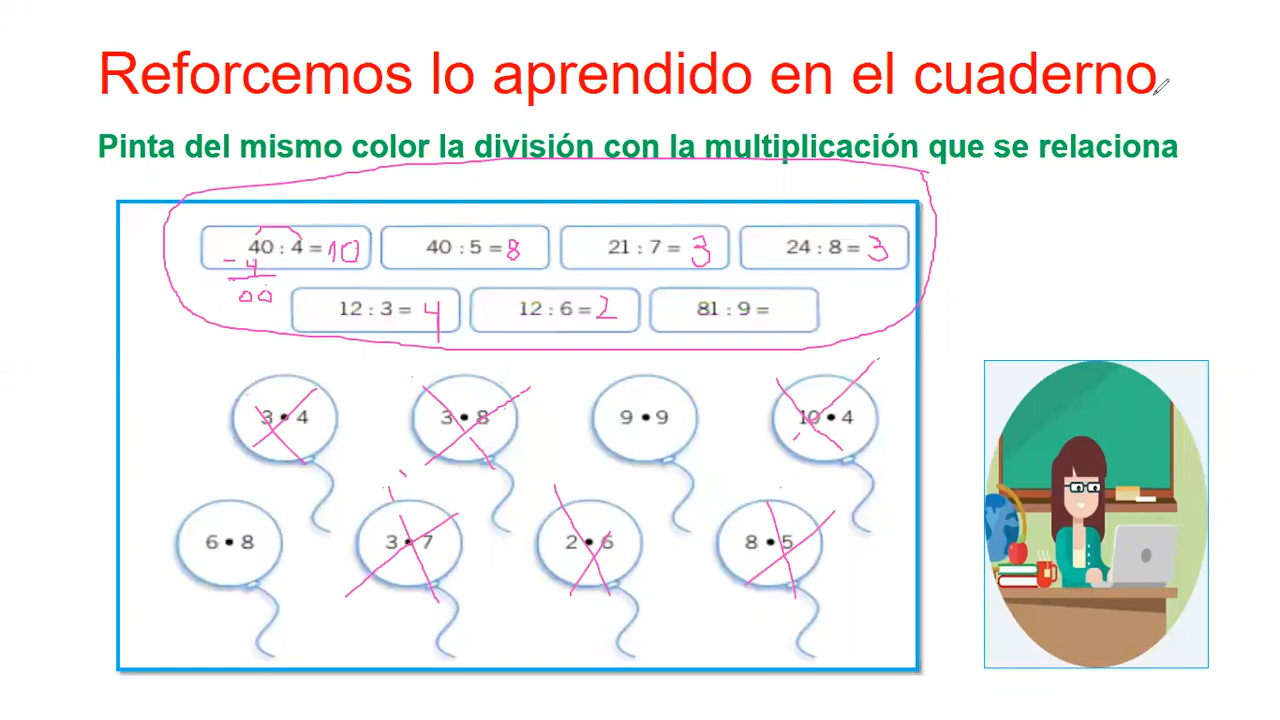 Reforcemos lo aprendido en el cuaderno
Pinta del mismo color la división con la multiplicación que se relaciona
40 : 4 = 10
- 4
00
40 : 5 = 8
21 : 7 = 3
24 : 8 = 3
12 : 3 = 4
12 : 6 = 2
81 : 9 =
3 • 4
3 • 8
9 • 9
10 • 4
6 • 8
3 • 7
2 • 6
8 • 5